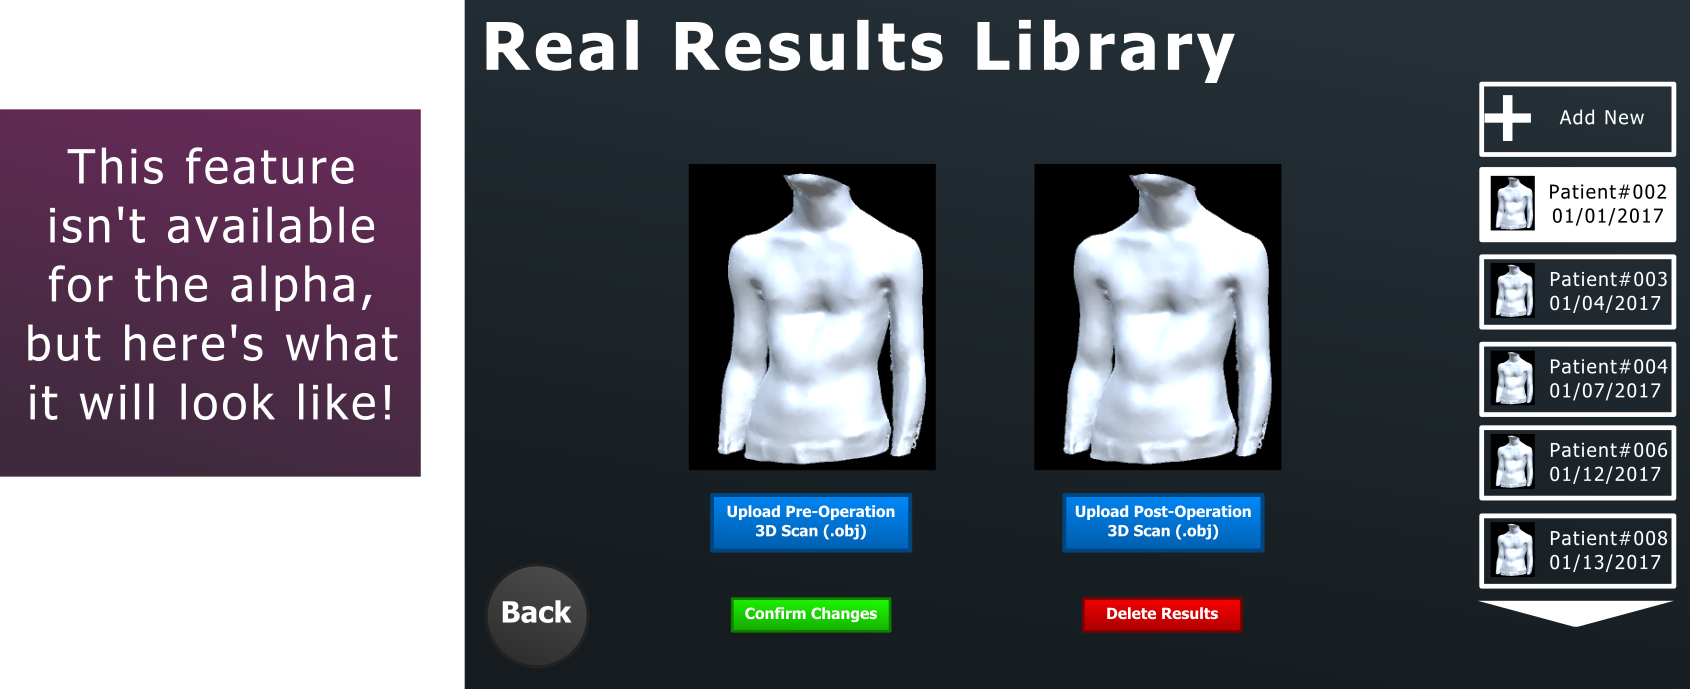 Real Results Library
This feature
isn't available
for the alpha,
but here's what
it will look like!
Add New
Patient#002
01/01/2017
Patient#003
01/04/2017
Patient#004
01/07/2017
Patient#006
01/12/2017
Patient#008
01/13/2017
Upload Pre-Operation
3D Scan (.obj)
Upload Post-Operation
3D Scan (.obj)
Back
Confirm Changes
Delete Results